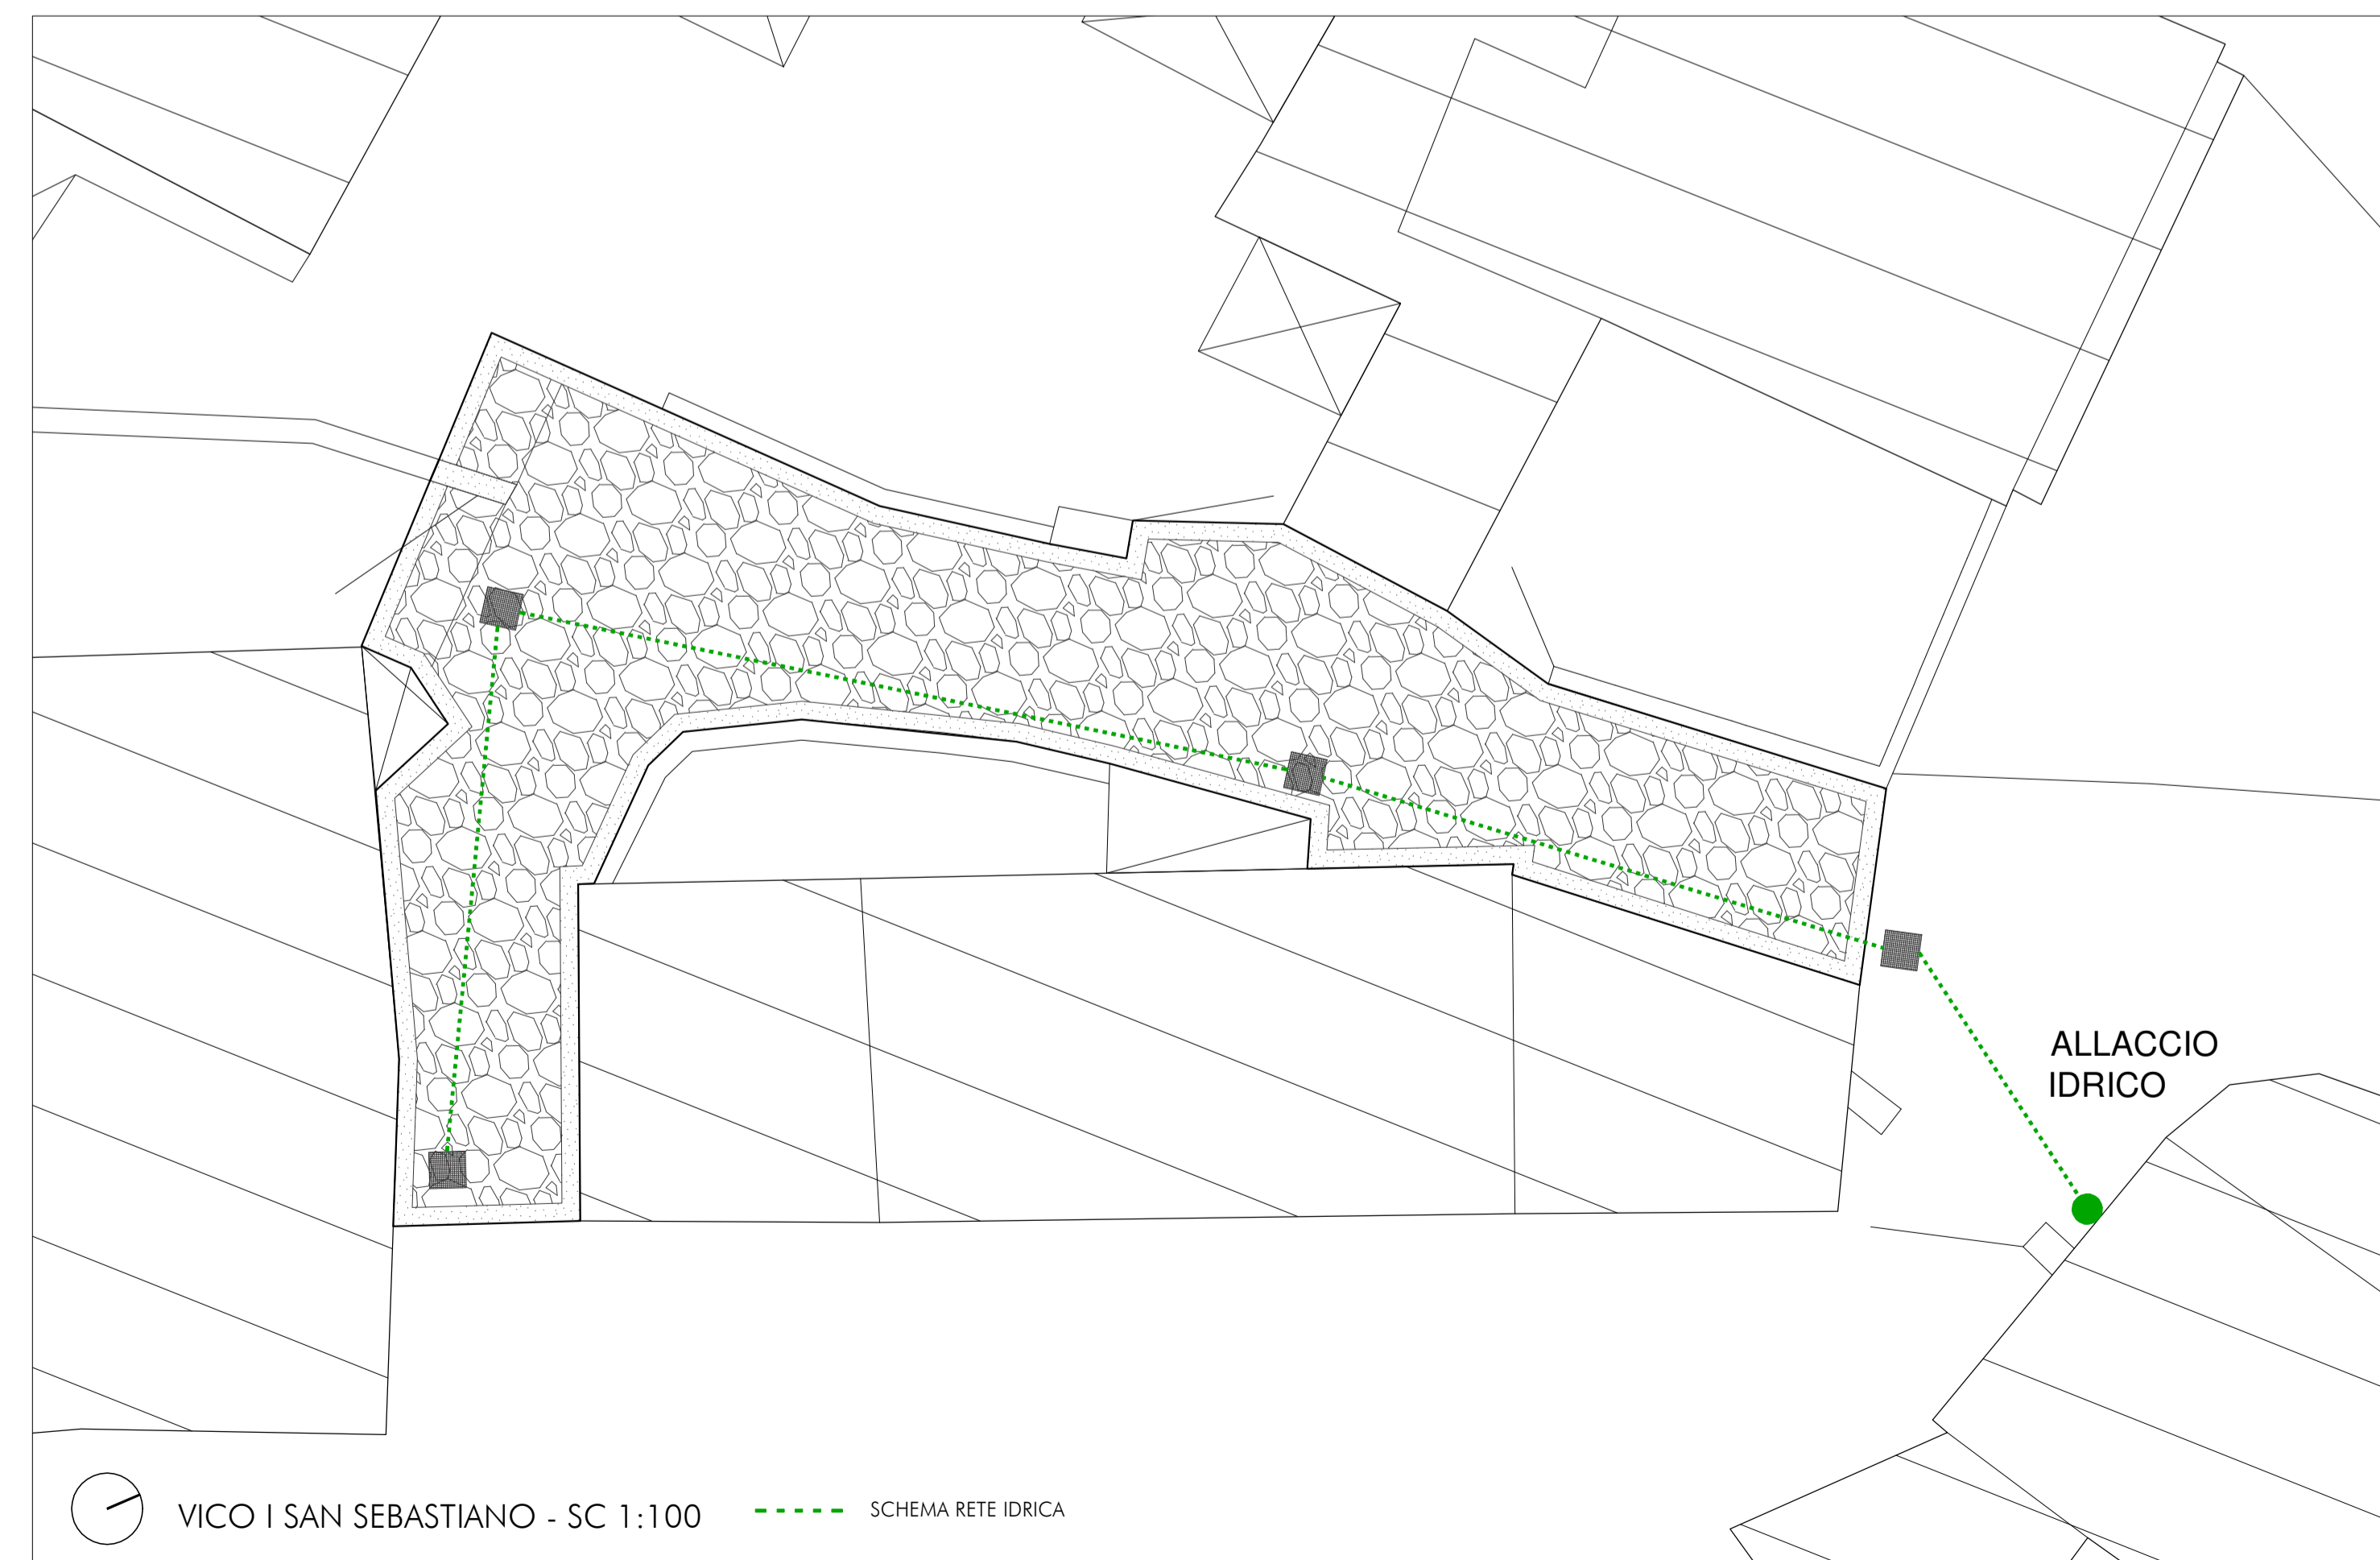 ALLACCIO
IDRICO
VICO I SAN SEBASTIANO - SC 1:100
SCHEMA RETE IDRICA